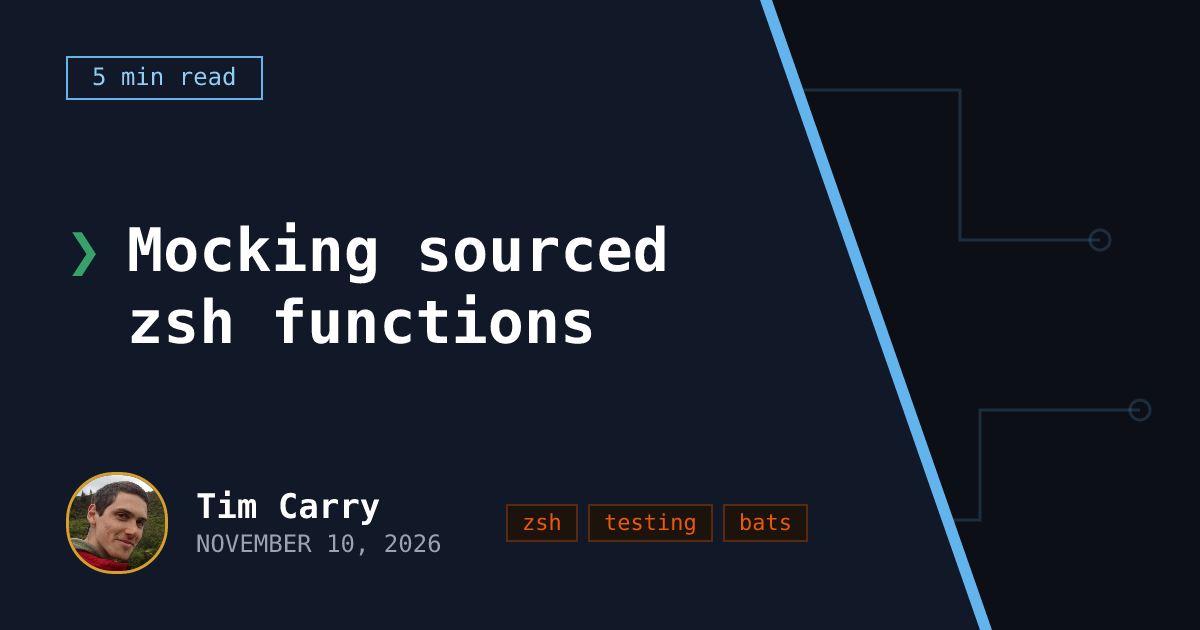 5 min read
❯ Mocking sourced
zsh functions
Tim Carry
NOVEMBER 10, 2026
zsh testing bats